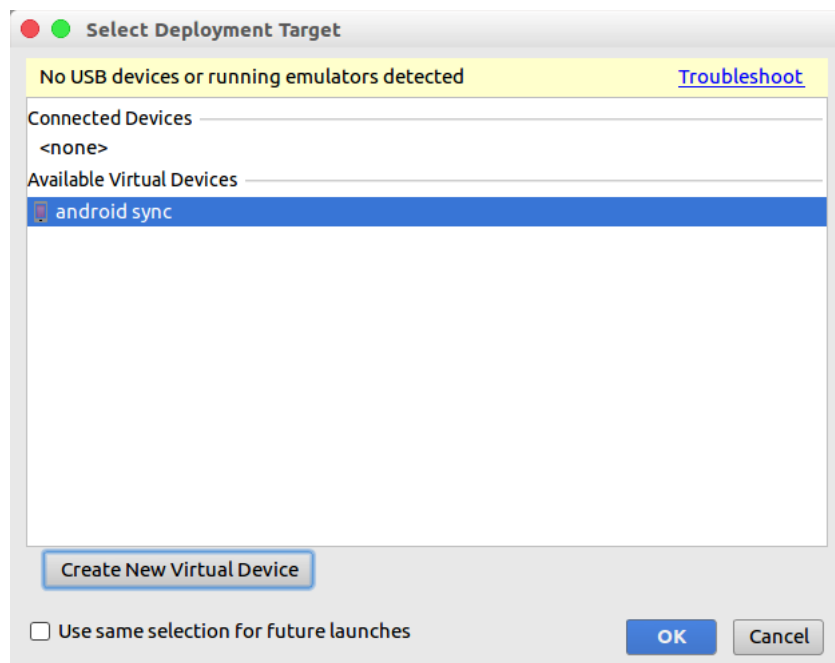 Select Deployment Target
No USB devices or running emulators detected Troubleshoot
Connected Devices
<none>
Available Virtual Devices
android sync
Create New Virtual Device
Use same selection for future launches
OK Cancel